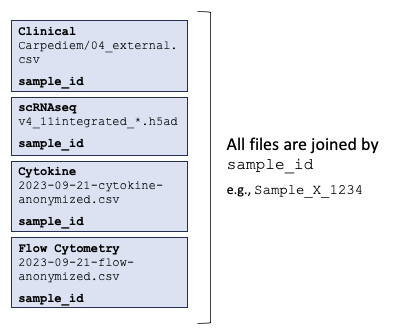 Clinical
Carpediem/04_external.
csv
sample_id
scRNAseq
v4_11integrated_*.h5ad
sample_id
Cytokine
2023-09-21-cytokine-
anonymized.csv
sample_id
Flow Cytometry
2023-09-21-flow-
anonymized.csv
sample_id
All files are joined by
sample_id
e.g., Sample_X_1234